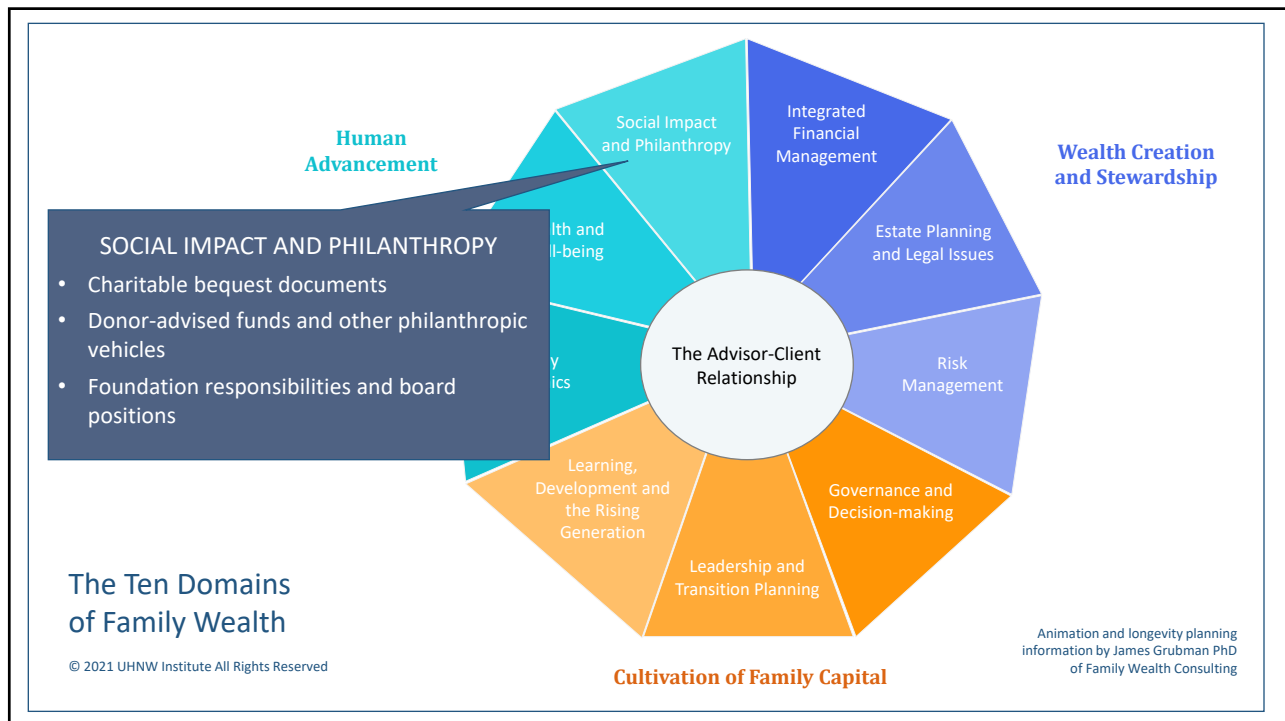 Human
Advancement
Social Impact
and Philanthropy
Integrated
Financial
Management
Wealth Creation
and Stewardship
SOCIAL IMPACT AND PHILANTHROPY
• Charitable bequest documents
• Donor-advised funds and other philanthropic
vehicles
• Foundation responsibilities and board
positions
and
Estate Planning
and Legal Issues
The Advisor-Client
Relationship
Risk
Management
Learning,
Development and
the Rising
Generation
Governance and
Decision-making
Leadership and
Transition Planning
The Ten Domains
of Family Wealth
© 2021 UHNW Institute All Rights Reserved
Cultivation of Family Capital
Animation and longevity planning
information by James Grubman PhD
of Family Wealth Consulting